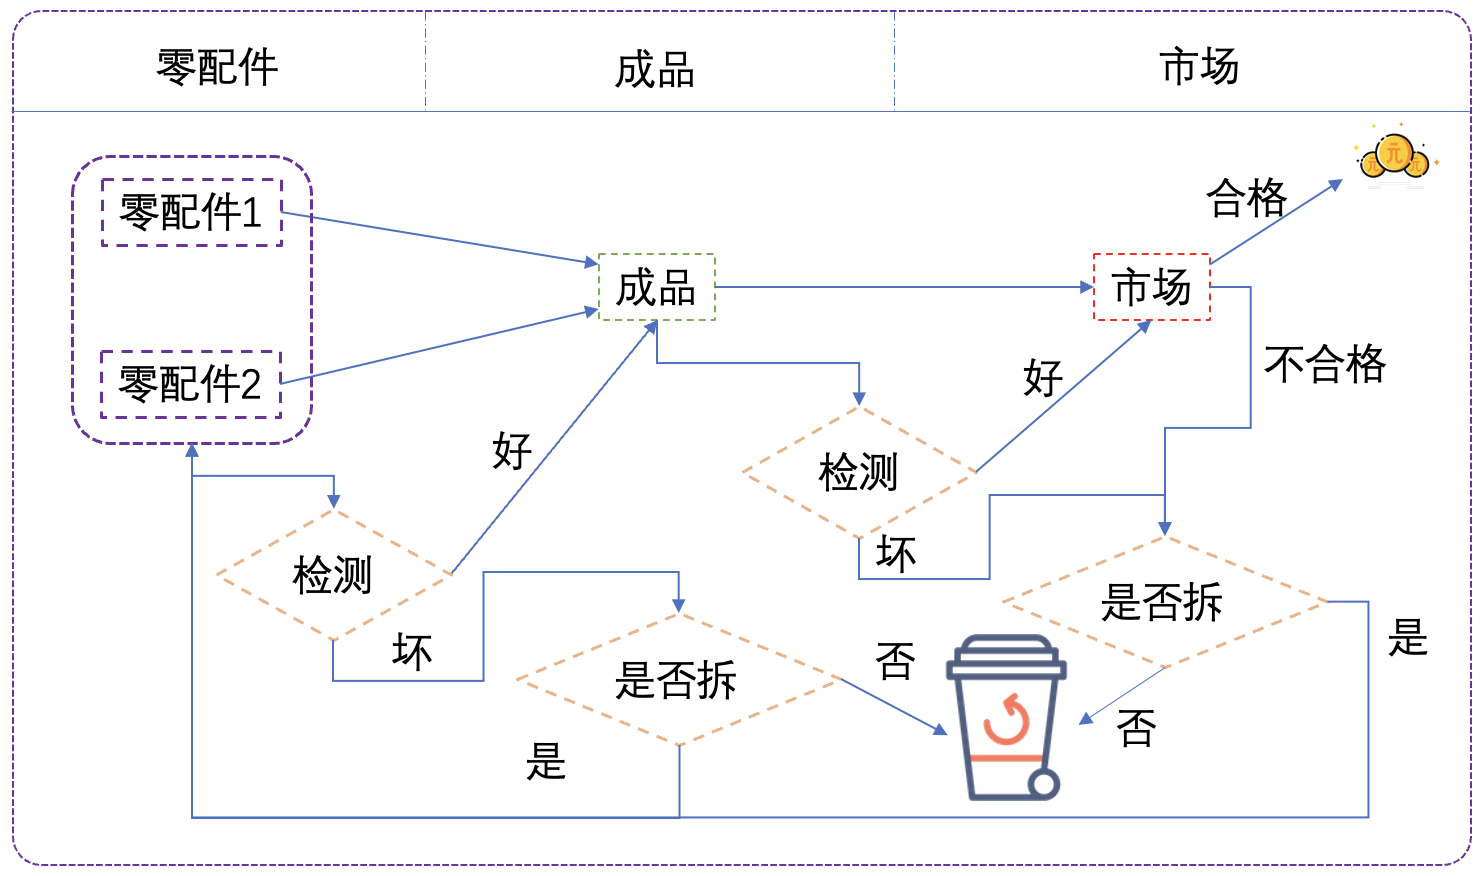 零配件
成品
市场
元
元
元
合格
零配件1
成品
市场
不合格
零配件2
好
好
检测
检测
坏
是否拆
坏
是否拆
否
是
否
是